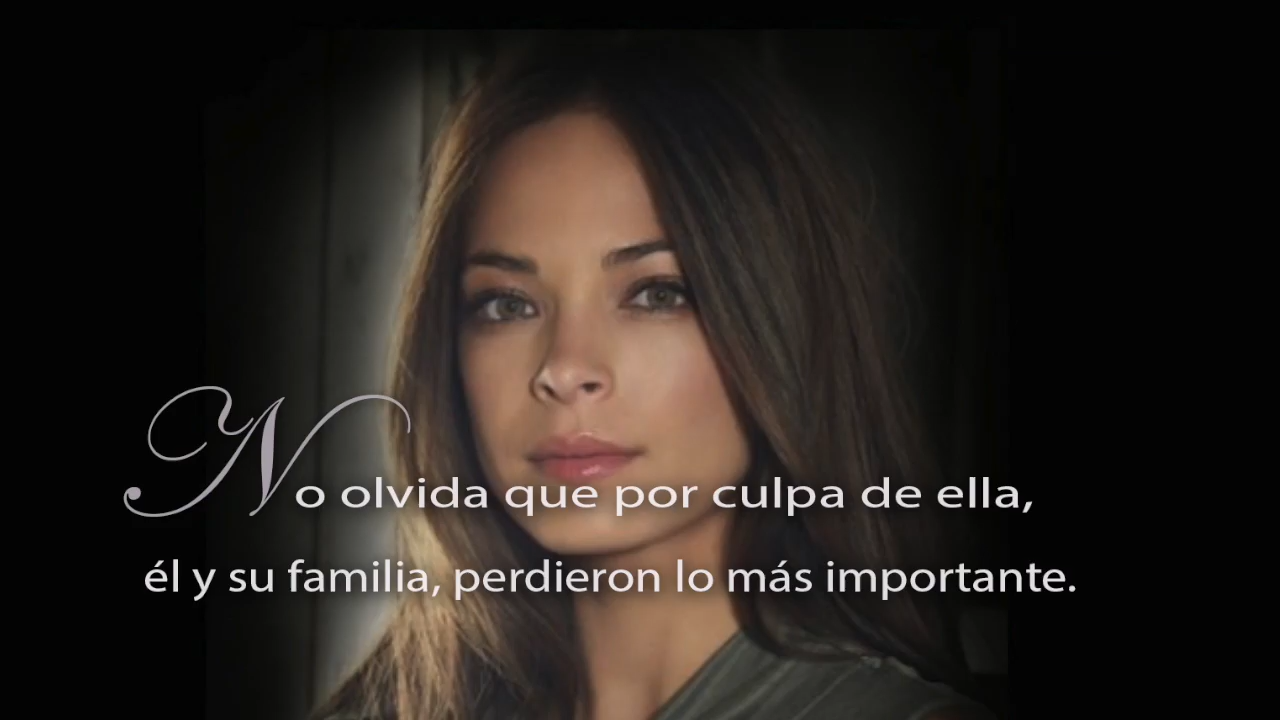 No olvida que por culpa de ella,
él y su familia, perdieron lo más importante.